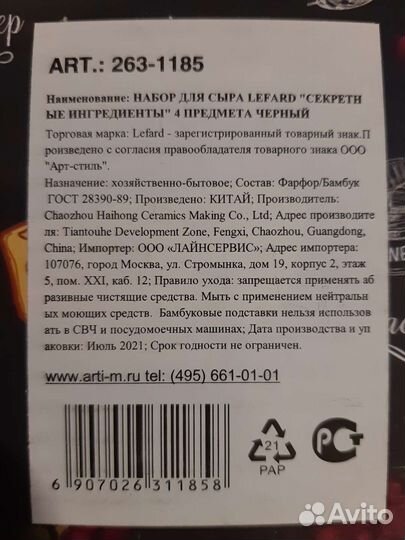 ер
ART.: 263-1185
Наименование: НАБОР ДЛЯ СЫРА LEFARD "СЕКРЕТН
ЫЕ ИНГРЕДИЕНТЫ" 4 ПРЕДМЕТА ЧЕРНЫЙ
Торговая марка: Lefard - зарегистрированный товарный знак.П
роизведено с согласия правообладателя товарного знака ООО
"Арт-стиль".
Назначение: хозяйственно-бытовое; Состав: Фарфор/Бамбук
ГОСТ 28390-89; Произведено: КИТАЙ; Производитель:
Chaozhou Haihong Ceramics Making Co., Ltd; Адрес производите
ля: Tiantouhe Development Zone, Fengxi, Chaozhou, Guangdong,
China; Импортер: ООО «ЛАЙНСЕРВИС»; Адрес импортера:
107076, город Москва, ул. Стромынка, дом 19, корпус 2, этаж
5, пом. XXI, каб. 12; Правило ухода: запрещается применять аб
разивные чистящие средства. Мыть с применением нейтральн
ых моющих средств. Бамбуковые подставки нельзя использов
ать в СВЧ и посудомоечных машинах; Дата производства и уп
аковки: Июль 2021; Срок годности не ограничен.
www.arti-m.ru tel: (495) 661-01-01
6 907026 311858
21
PAP
РСТ
Avito